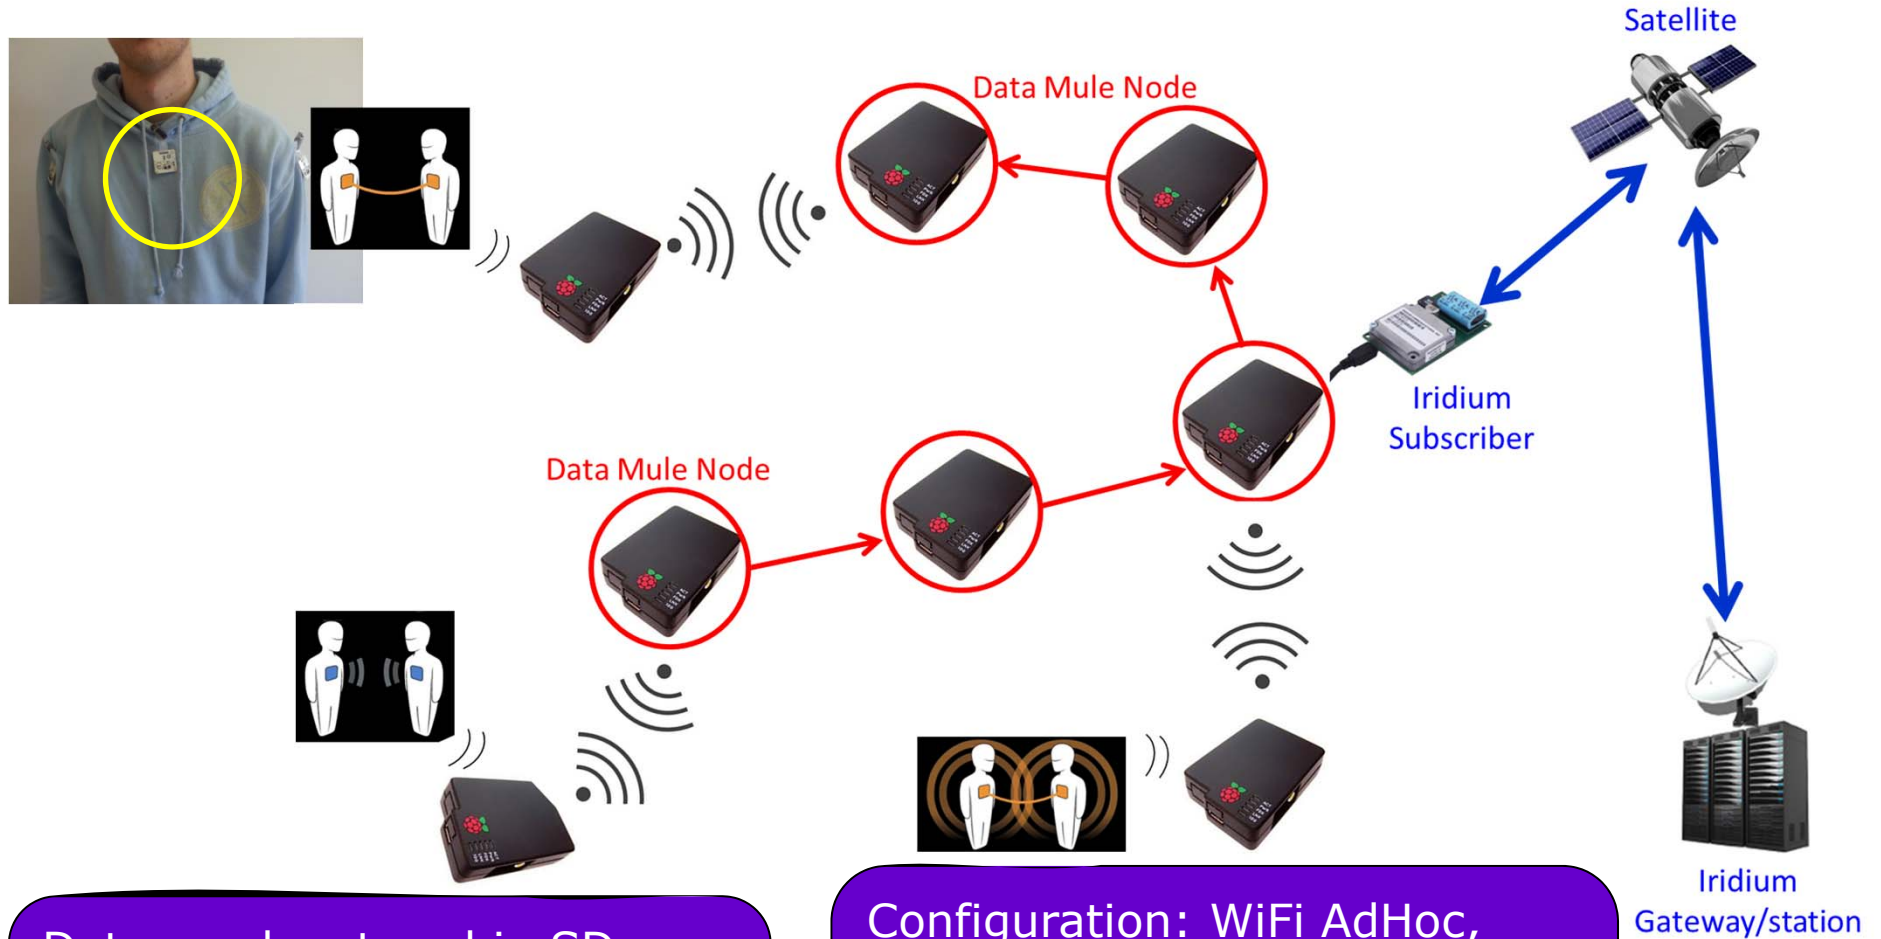 Satellite
Data Mule Node
Iridium
Subscriber
Data Mule Node
Configuration: WiFi AdHoc,
Iridium
Gateway/station